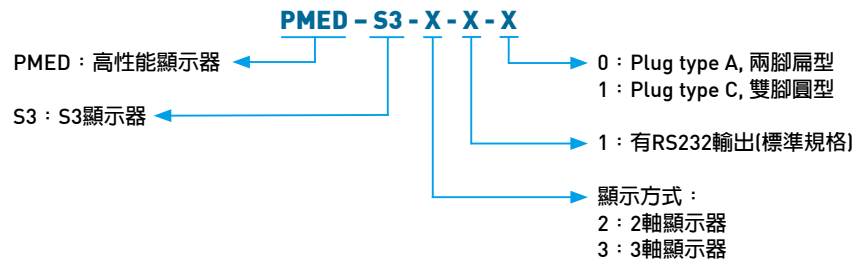 PMED – S3 - X - X - X
PMED：高性能顯示器
S3：S3顯示器
0：Plug type A, 兩腳扁型
1：Plug type C, 雙腳圓型
1：有RS232輸出(標準規格)
顯示方式：
2：2軸顯示器
3：3軸顯示器